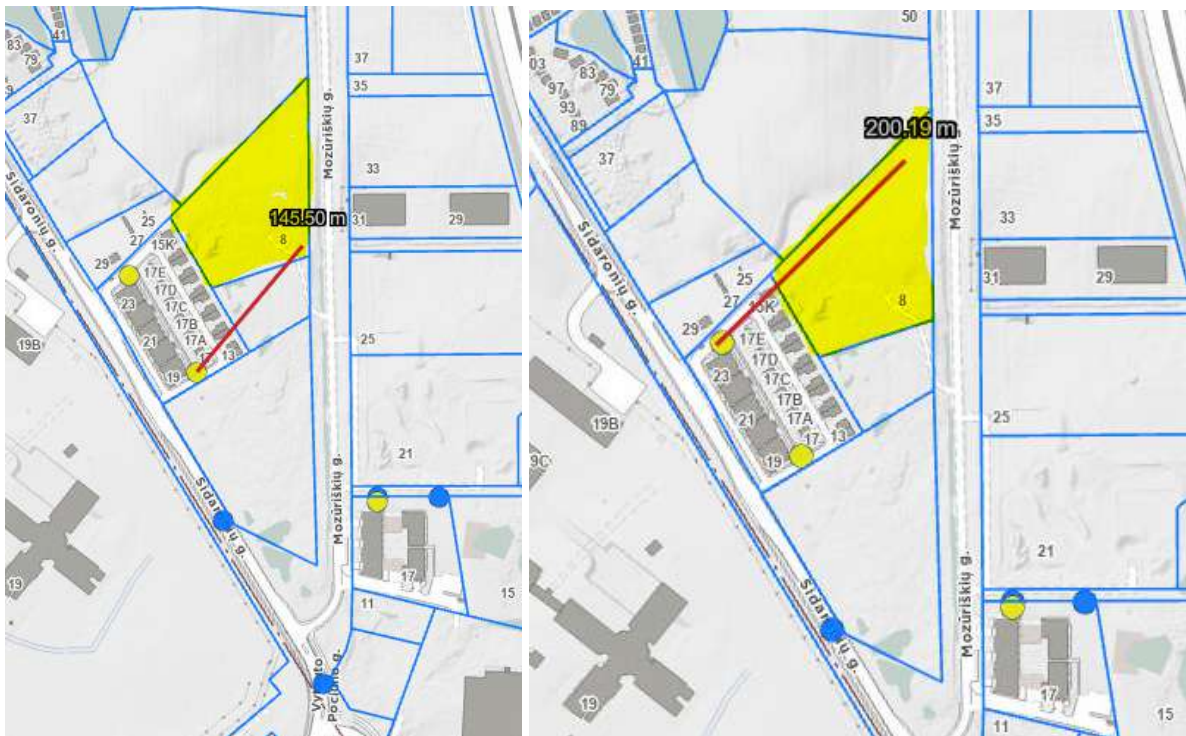 41
83
79
37
37
35
33
Mozūriškių g.
Sidaronių g.
145.50 m
31
29
8
25
27
15K
29
17E
17D
23
17C
21
17B
17A
13
19
19B
25
21
Sidaronių g.
Mozūriškių g.
19
17
15
11
Vytauto
Pociūno g.
50
41
03
83
97
79
93
89
37
37
35
200.19 m
33
Mozūriškių g.
Sidaronių g.
31
29
8
25
27
15K
29
17E
23
17D
17C
21
17B
17A
17
13
19
19B
9C
25
21
Sidaronių g.
Mozūriškių g.
19
17
15
11